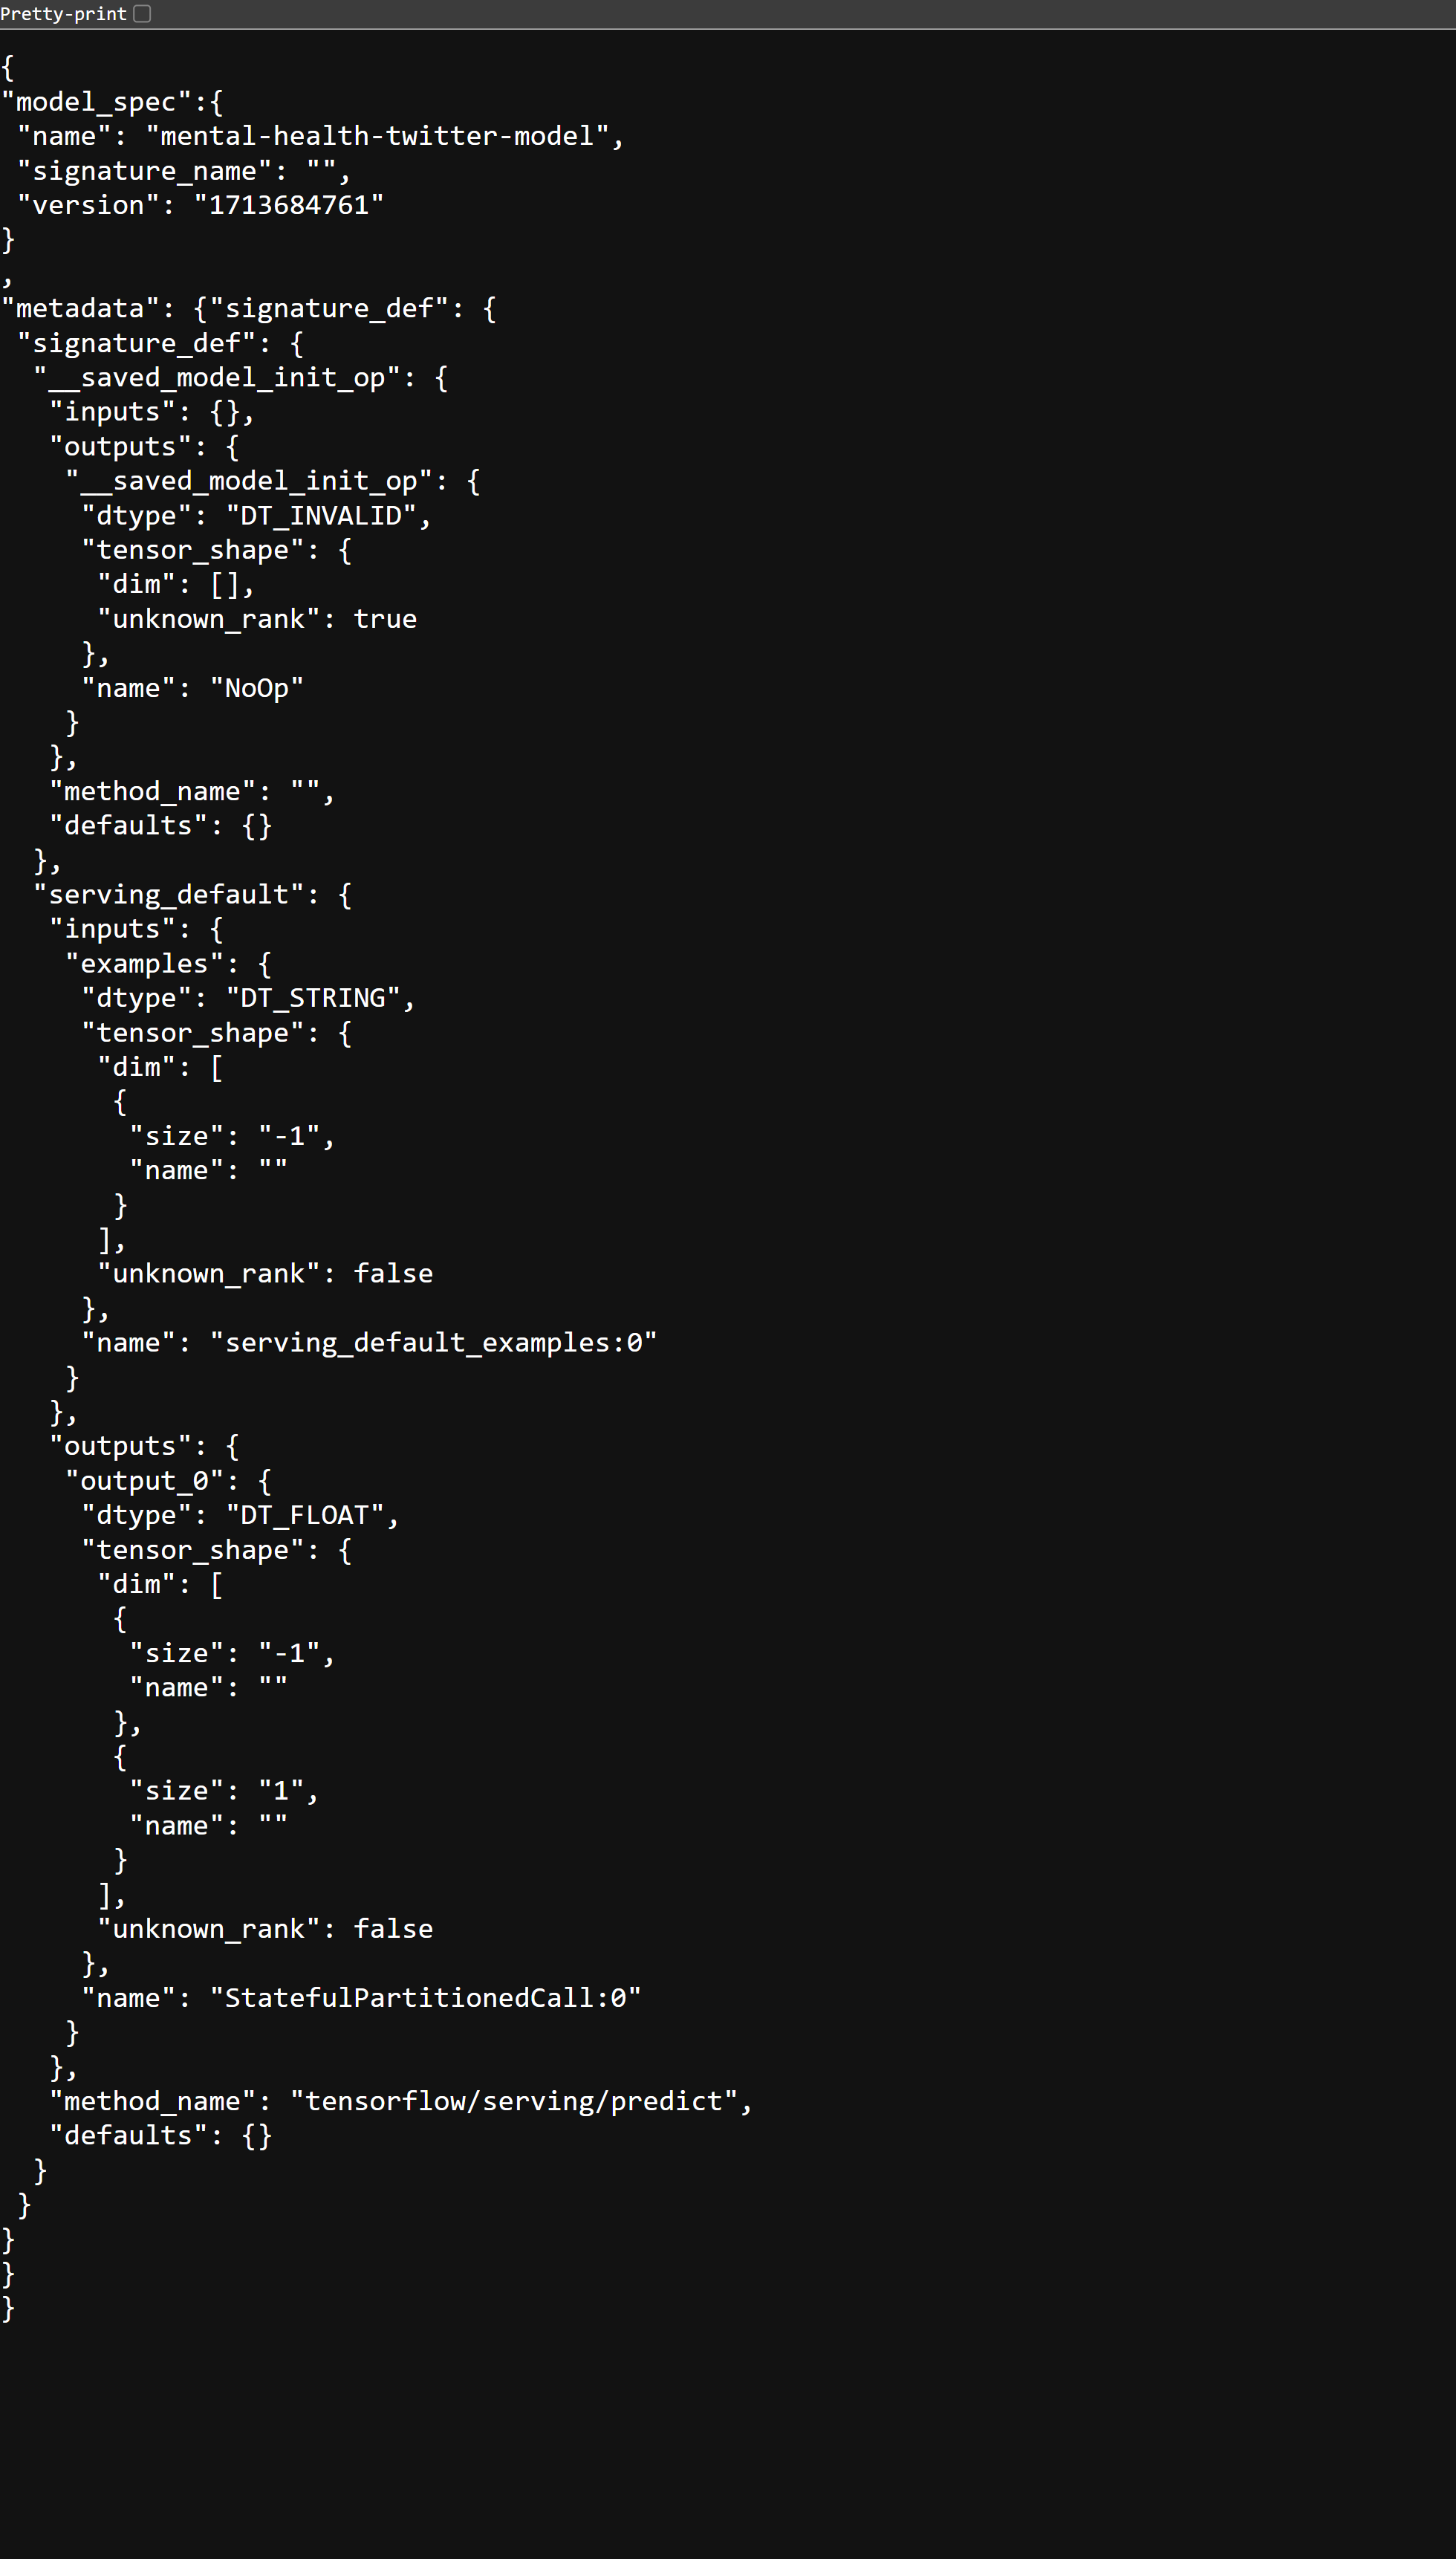 Pretty-print
{
"model_spec":{
 "name": "mental-health-twitter-model",
 "signature_name": "",
 "version": "1713684761"
}
,
"metadata": {"signature_def": {
 "signature_def": {
  "__saved_model_init_op": {
   "inputs": {},
   "outputs": {
    "__saved_model_init_op": {
     "dtype": "DT_INVALID",
     "tensor_shape": {
      "dim": [],
      "unknown_rank": true
     },
     "name": "NoOp"
    }
   },
   "method_name": "",
   "defaults": {}
  },
  "serving_default": {
   "inputs": {
    "examples": {
     "dtype": "DT_STRING",
     "tensor_shape": {
      "dim": [
       {
        "size": "-1",
        "name": ""
       }
      ],
      "unknown_rank": false
     },
     "name": "serving_default_examples:0"
    }
   },
   "outputs": {
    "output_0": {
     "dtype": "DT_FLOAT",
     "tensor_shape": {
      "dim": [
       {
        "size": "-1",
        "name": ""
       },
       {
        "size": "1",
        "name": ""
       }
      ],
      "unknown_rank": false
     },
     "name": "StatefulPartitionedCall:0"
    }
   },
   "method_name": "tensorflow/serving/predict",
   "defaults": {}
  }
 }
}
}
}